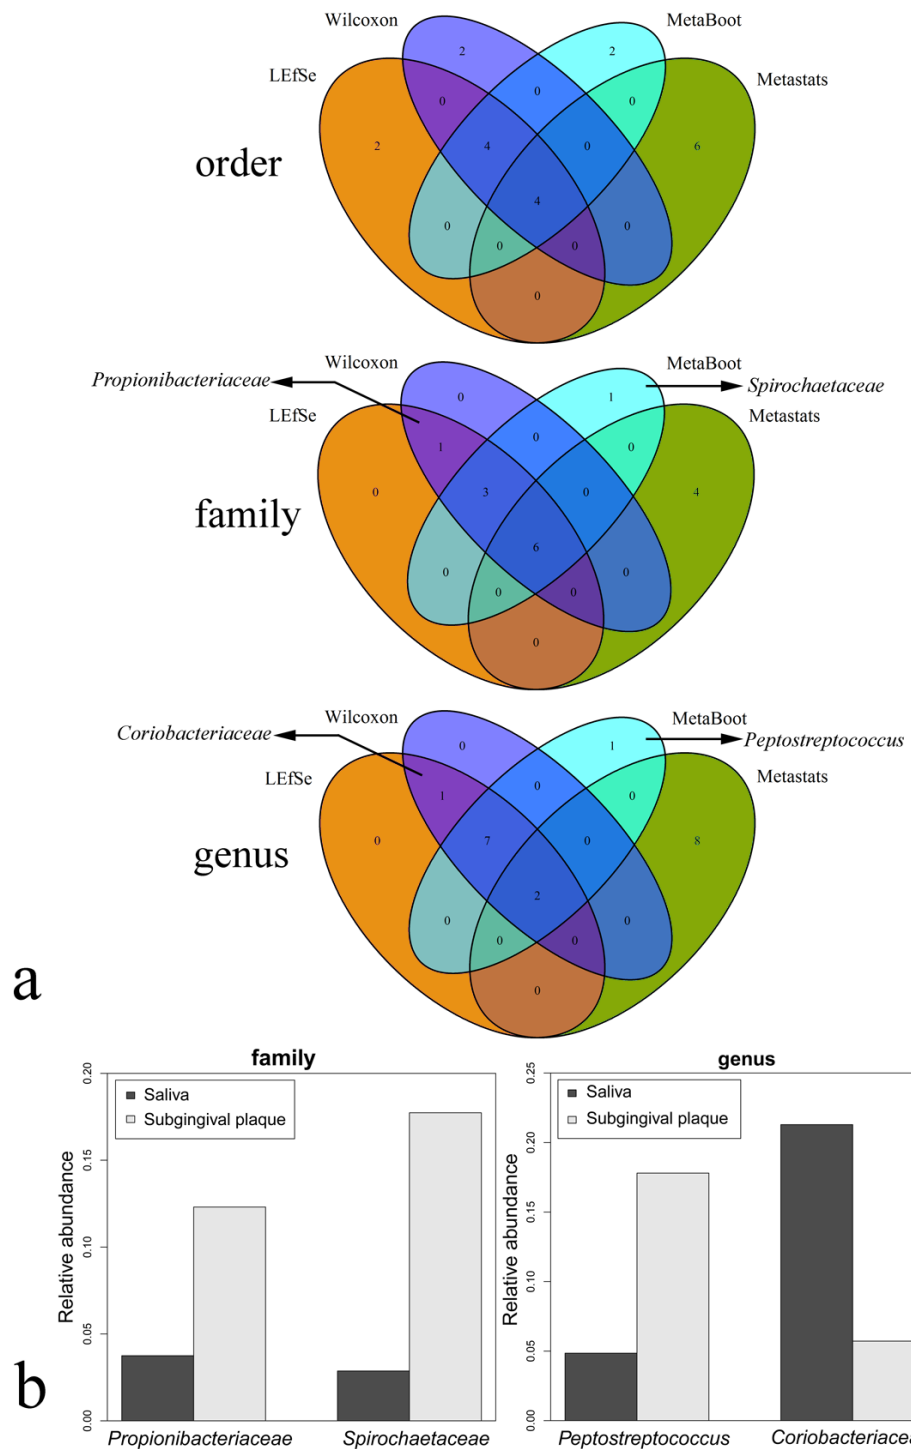 Wilcoxon MetaBoot
LEfSe Metastats
2 2
0 0 0
2 4 0 6
4
0 0 0 0
0
order
Wilcoxon MetaBoot
Propionibacteriaceae Spirochaetaceae
LEfSe Metastats
0 1
1 0 0
0 3 0 4
6
0 0 0 0
0
family
Wilcoxon MetaBoot
Coriobacteriaceae Peptostreptococcus
LEfSe Metastats
0 1
1 0 0
0 7 0 8
2
0 0 0 0
0
genus
a
family
Relative abundance
0.20
0.15
0.10
0.05
0.00
Saliva
Subgingival plaque
Propionibacteriaceae Spirochaetaceae
genus
Relative abundance
0.25
0.20
0.15
0.10
0.05
0.00
Saliva
Subgingival plaque
Peptostreptococcus
b